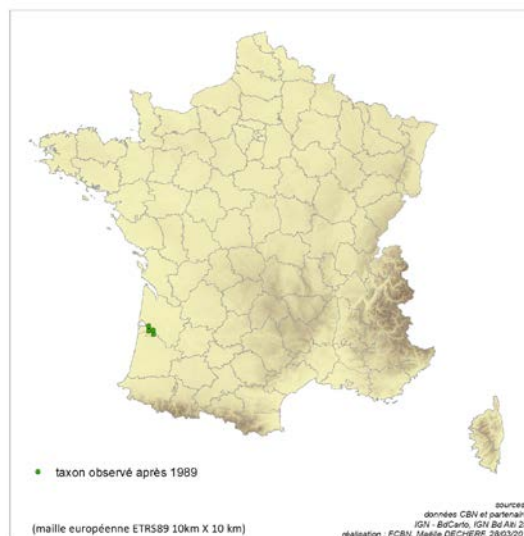 taxon observé après 1989
(maille européenne ETRS89 10km X 10 km)
sources
données CBN et partenair
IGN - BdCarto, IGN Bd Alti 2
réalisation : FCBN, Maëlle DECHERF 28/03/20